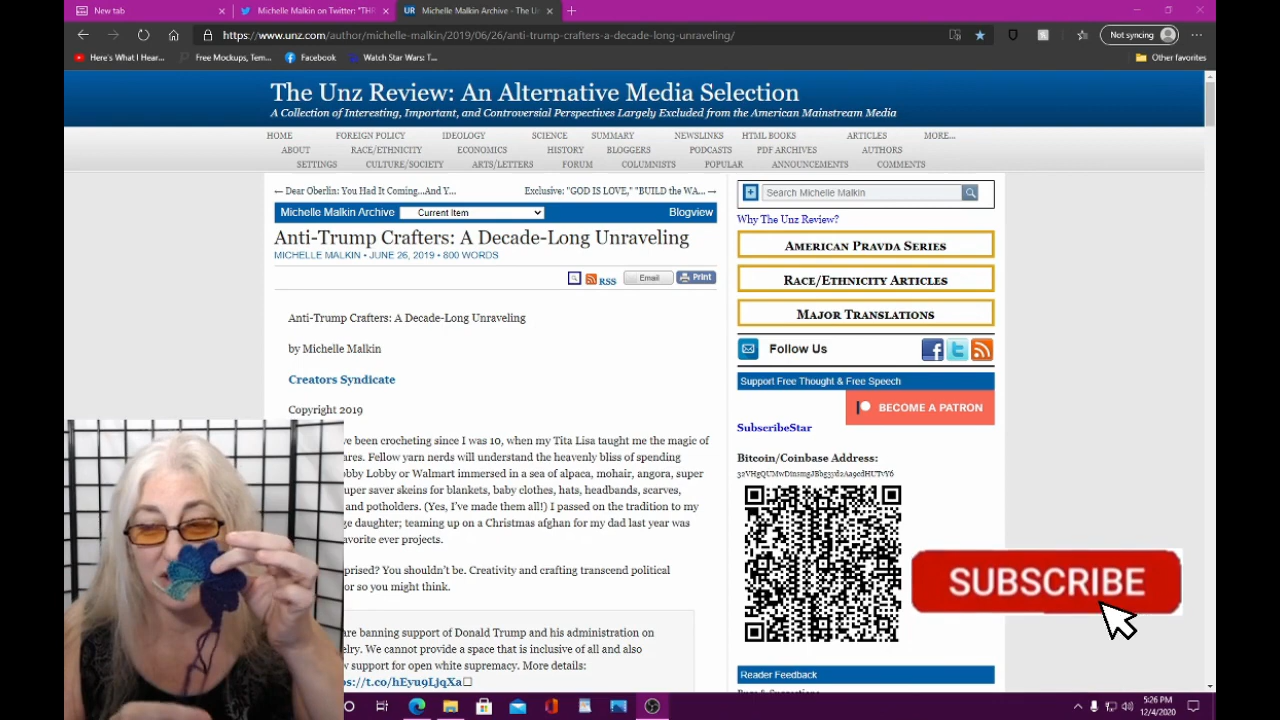 New tab
Michelle Malkin on Twitter: "THR
Michelle Malkin Archive - The Un
https://www.unz.com/author/michelle-malkin/2019/06/26/anti-trump-crafters-a-decade-long-unraveling/
Not syncing
Here's What I Hear...
Free Mockups, Tem...
Facebook
Watch Star Wars: T...
Other favorites
The Unz Review: An Alternative Media Selection
A Collection of Interesting, Important, and Controversial Perspectives Largely Excluded from the American Mainstream Media
HOME FOREIGN POLICY IDEOLOGY SCIENCE SUMMARY NEWSLINKS HTML BOOKS ARTICLES MORE...
ABOUT RACE/ETHNICITY ECONOMICS HISTORY BLOGGERS PODCASTS PDF ARCHIVES AUTHORS
SETTINGS CULTURE/SOCIETY ARTS/LETTERS FORUM COLUMNISTS POPULAR ANNOUNCEMENTS COMMENTS
← Dear Oberlin: You Had It Coming...And Y...
Exclusive: "GOD IS LOVE," "BUILD the WA... →
Michelle Malkin Archive
Current Item
Blogview
Anti-Trump Crafters: A Decade-Long Unraveling
MICHELLE MALKIN • JUNE 26, 2019 • 800 WORDS
RSS
Email
Print
Anti-Trump Crafters: A Decade-Long Unraveling
by Michelle Malkin
Creators Syndicate
Copyright 2019
ve been crocheting since I was 10, when my Tita Lisa taught me the magic of
ares. Fellow yarn nerds will understand the heavenly bliss of spending
bby Lobby or Walmart immersed in a sea of alpaca, mohair, angora, super
uper saver skeins for blankets, baby clothes, hats, headbands, scarves,
and potholders. (Yes, I've made them all!) I passed on the tradition to my
ge daughter; teaming up on a Christmas afghan for my dad last year was
avorite ever projects.
prised? You shouldn't be. Creativity and crafting transcend political
or so you might think.
are banning support of Donald Trump and his administration on
elry. We cannot provide a space that is inclusive of all and also
w support for open white supremacy. More details:
ps://t.co/hEyu9LjqXa
Search Michelle Malkin
Why The Unz Review?
AMERICAN PRAVDA SERIES
RACE/ETHNICITY ARTICLES
MAJOR TRANSLATIONS
Follow Us
Support Free Thought & Free Speech
BECOME A PATRON
SubscribeStar
Bitcoin/Coinbase Address:
SUBSCRIBE
Reader Feedback
5:26 PM
12/4/2020